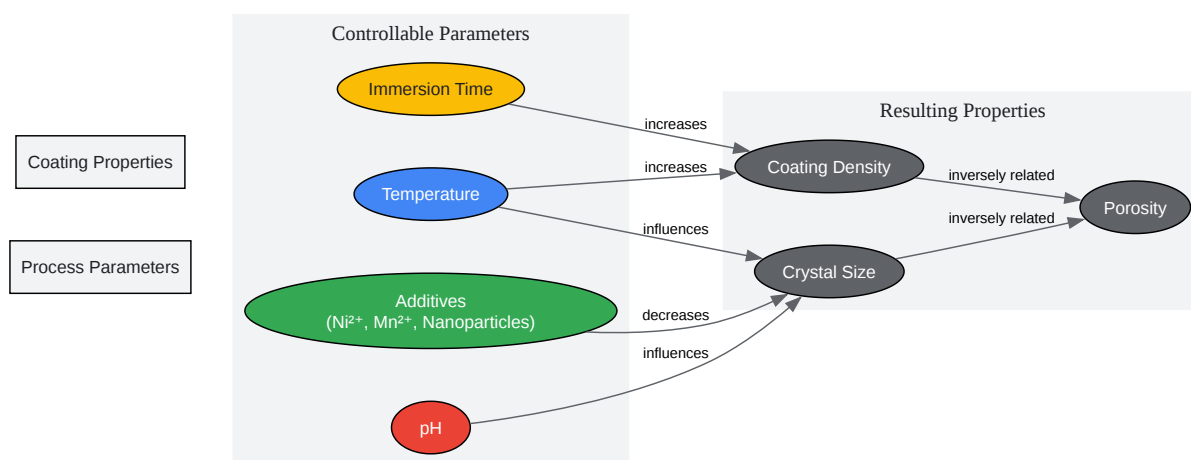 Controllable Parameters
Immersion Time
Temperature
Additives
(Ni²⁺, Mn²⁺, Nanoparticles)
pH
Coating Properties
Process Parameters
increases
increases
influences
decreases
influences
Resulting Properties
Coating Density
Crystal Size
inversely related
inversely related
Porosity